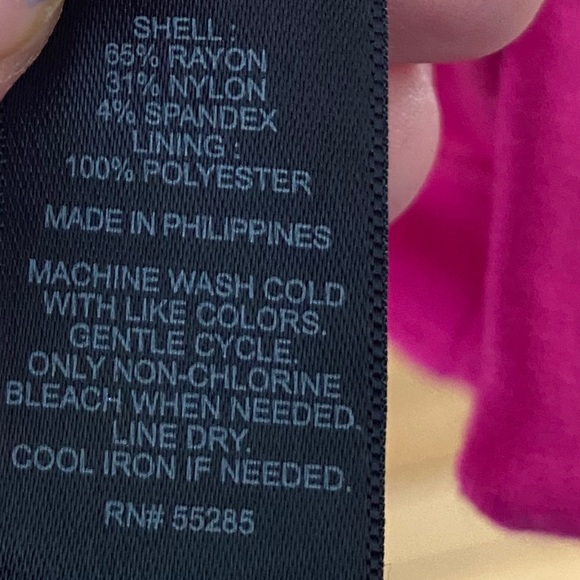 SHELL :
65% RAYON
31% NYLON
4% SPANDEX
LINING :
100% POLYESTER
MADE IN PHILIPPINES
MACHINE WASH COLD
WITH LIKE COLORS.
GENTLE CYCLE.
ONLY NON-CHLORINE
BLEACH WHEN NEEDED.
LINE DRY.
COOL IRON IF NEEDED.
RN# 55285